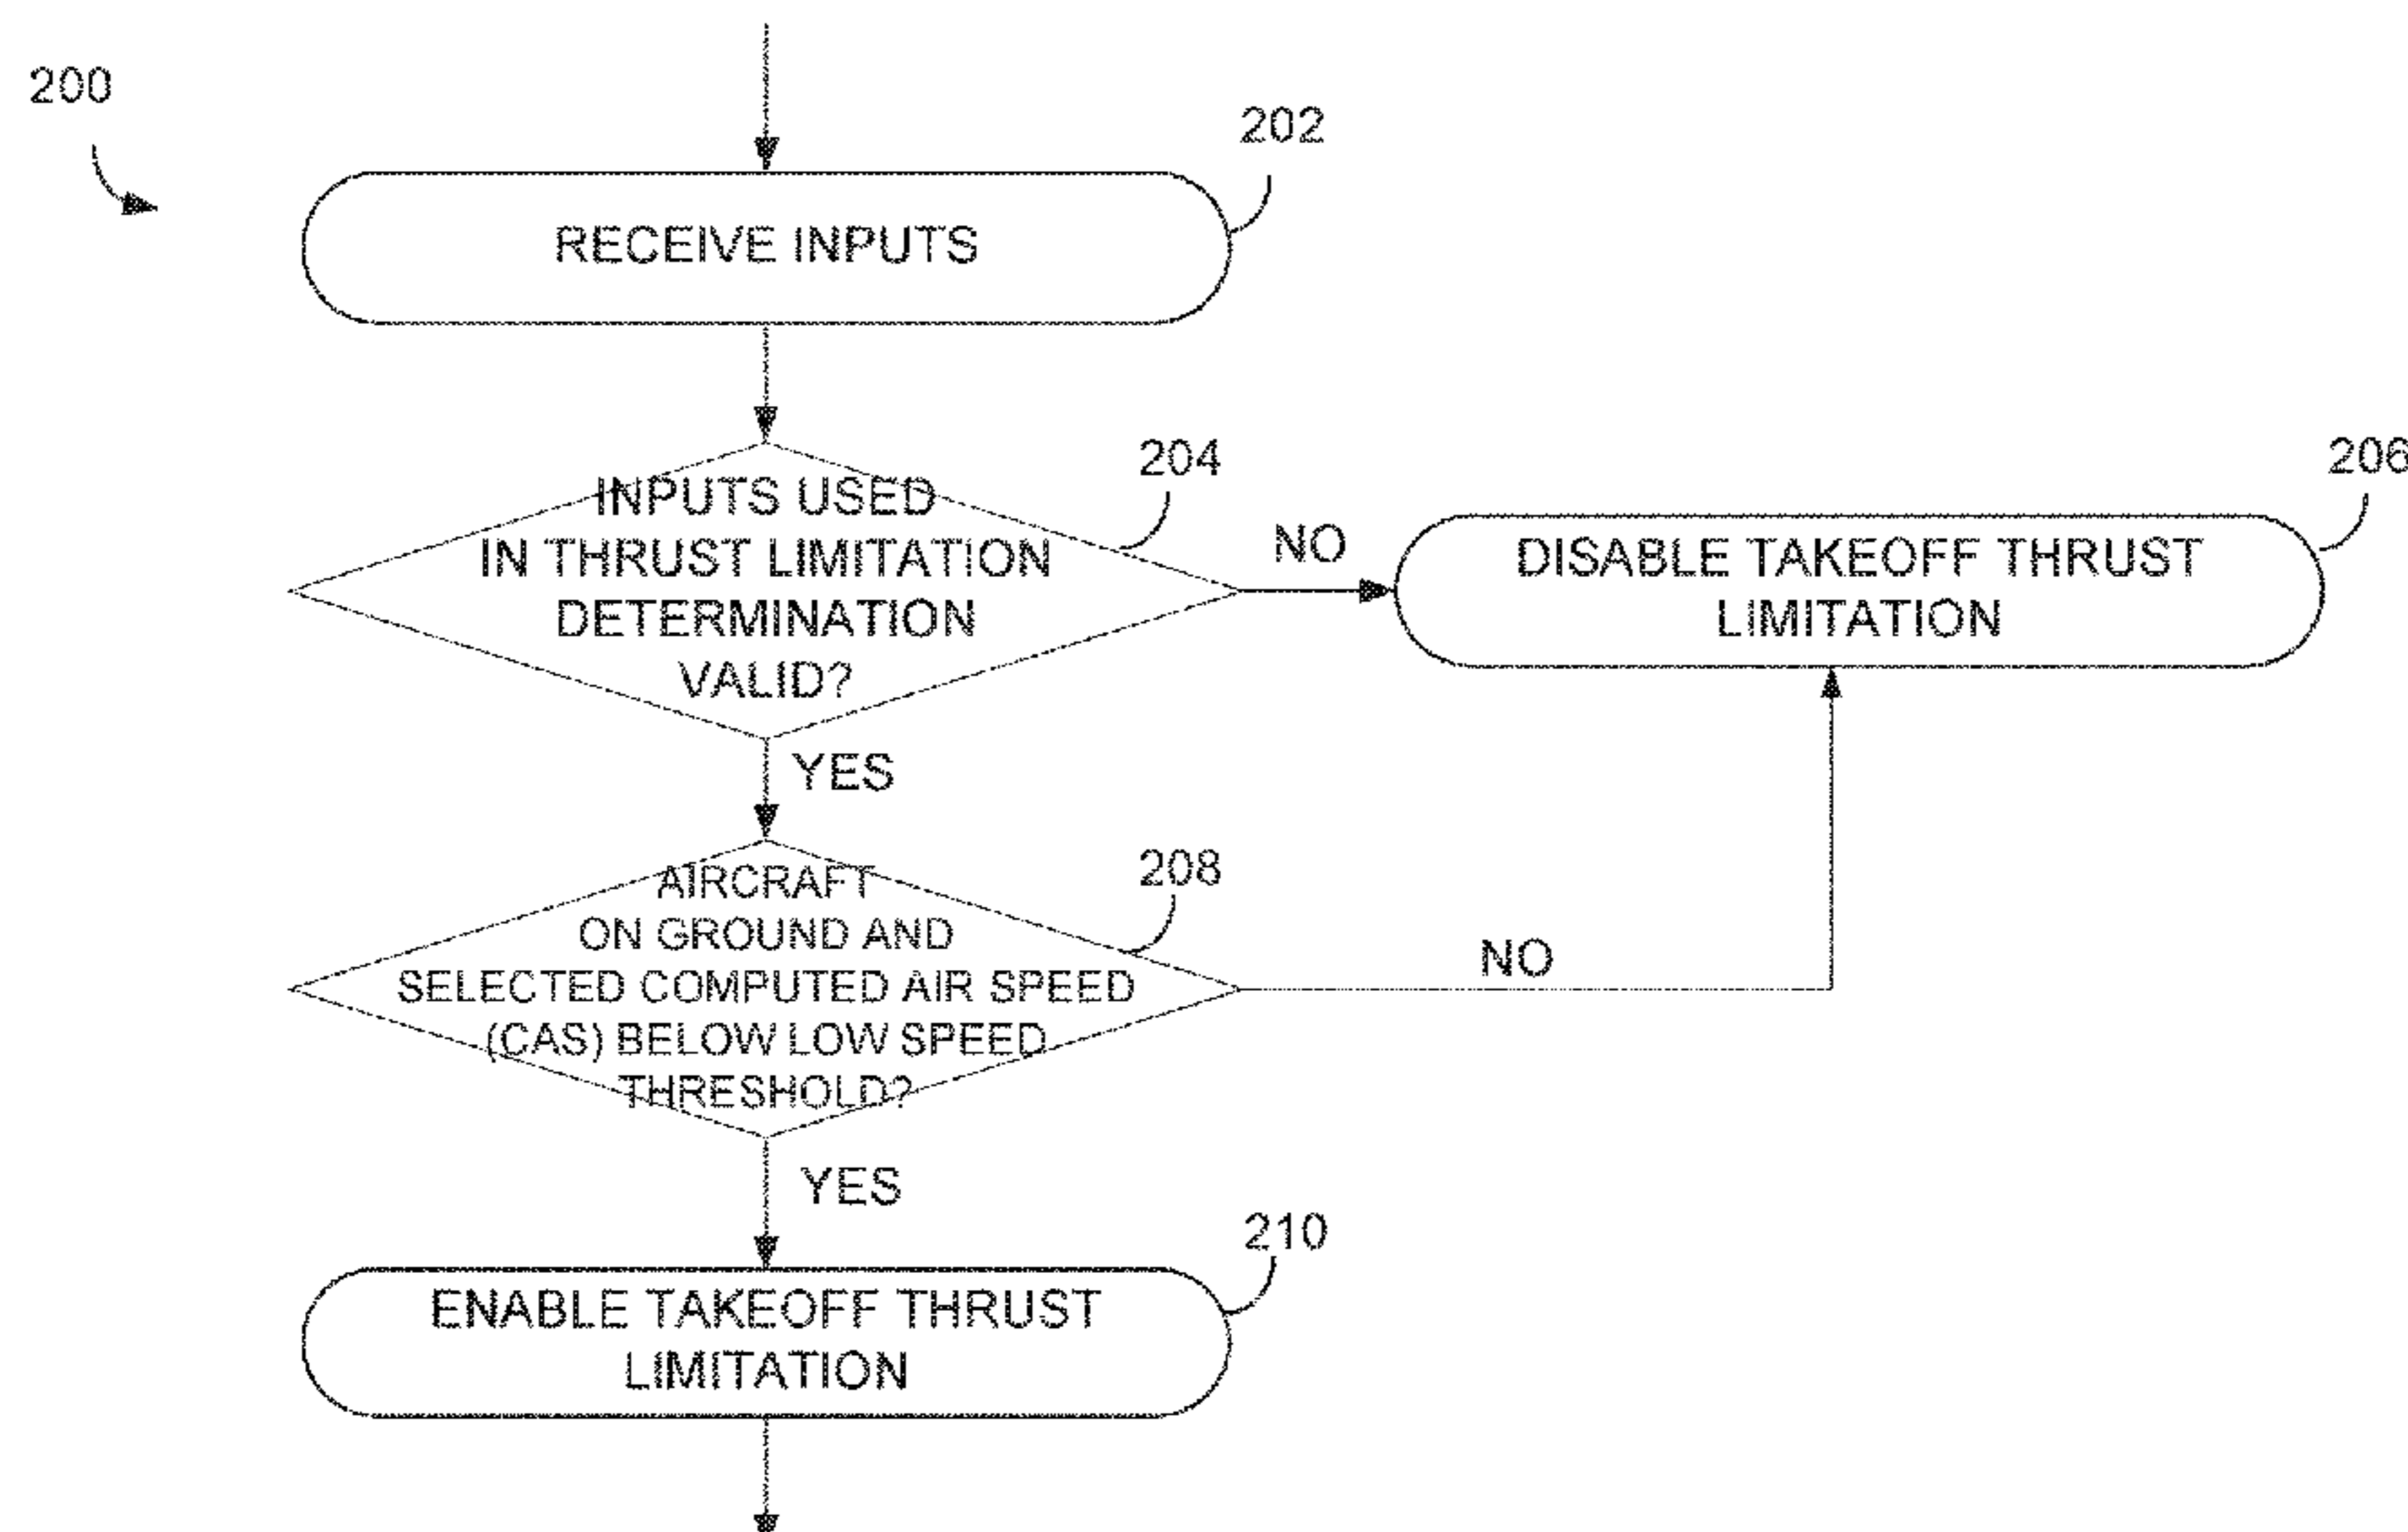 200
202
RECEIVE INPUTS
204
INPUTS USED
IN THRUST LIMITATION
DETERMINATION
VALID?
NO
206
DISABLE TAKEOFF THRUST
LIMITATION
YES
208
AIRCRAFT
ON GROUND AND
SELECTED COMPUTED AIR SPEED
(CAS) BELOW LOW SPEED
THRESHOLD?
NO
YES
210
ENABLE TAKEOFF THRUST
LIMITATION